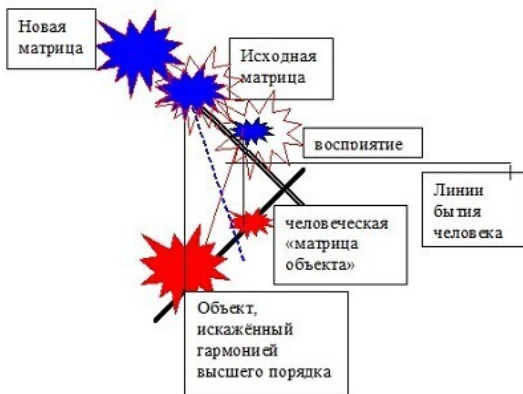 Новая
матрица
Исходная
матрица
восприятие
Линии
бытия
человека
человеческая
«матрица
объекта»
Объект,
искажённый
гармонией
высшего порядка